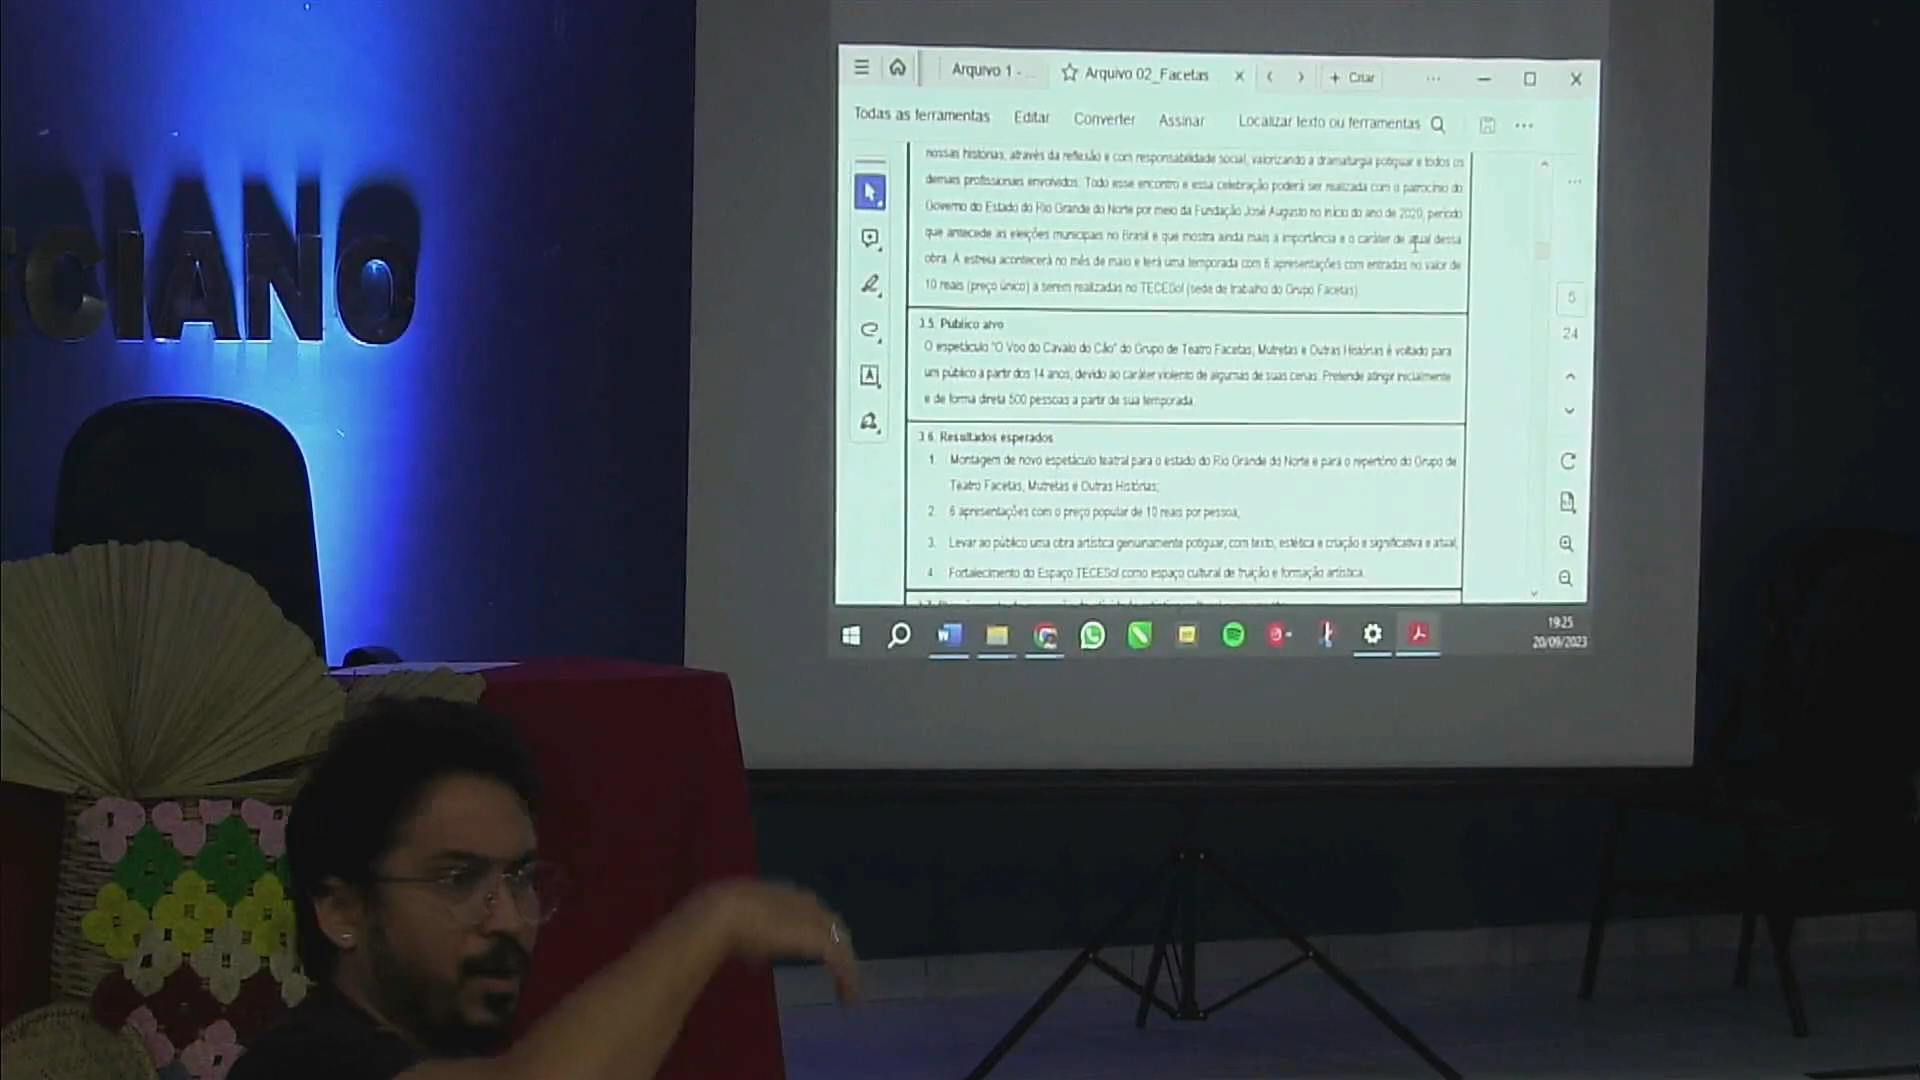 CIANO
Arquivo 1 - ...
Arquivo 02_Facetas
Criar
Todas as ferramentas Editar Converter Assinar Localizar texto ou ferramentas
nossas histórias, através da reflexão e com responsabilidade social, valorizando a dramaturgia potiguar e todos os
demais profissionais envolvidos. Todo esse encontro e essa celebração poderá ser realizada com o patrocínio do
Governo do Estado do Rio Grande do Norte por meio da Fundação José Augusto no início do ano de 2020, período
que antecede as eleições municipais no Brasil e que mostra ainda mais a importância e o caráter de atual dessa
obra. A estreia acontecerá no mês de maio e terá uma temporada com 6 apresentações com entradas no valor de
10 reais (preço único) a serem realizadas no TECESol (sede de trabalho do Grupo Facetas).
3.5. Público alvo
O espetáculo "O Voo do Cavalo do Cão" do Grupo de Teatro Facetas, Mutretas e Outras Histórias é voltado para
um público a partir dos 14 anos, devido ao caráter violento de algumas de suas cenas. Pretende atingir inicialmente
e de forma direta 500 pessoas a partir de sua temporada.
3.6. Resultados esperados
1. Montagem de novo espetáculo teatral para o estado do Rio Grande do Norte e para o repertório do Grupo de
Teatro Facetas, Mutretas e Outras Histórias;
2. 6 apresentações com o preço popular de 10 reais por pessoa;
3. Levar ao público uma obra artística genuinamente potiguar, com texto, estética e criação e significativa e atual;
4. Fortalecimento do Espaço TECESol como espaço cultural de fruição e formação artística.
5
24
19:25
20/09/2023